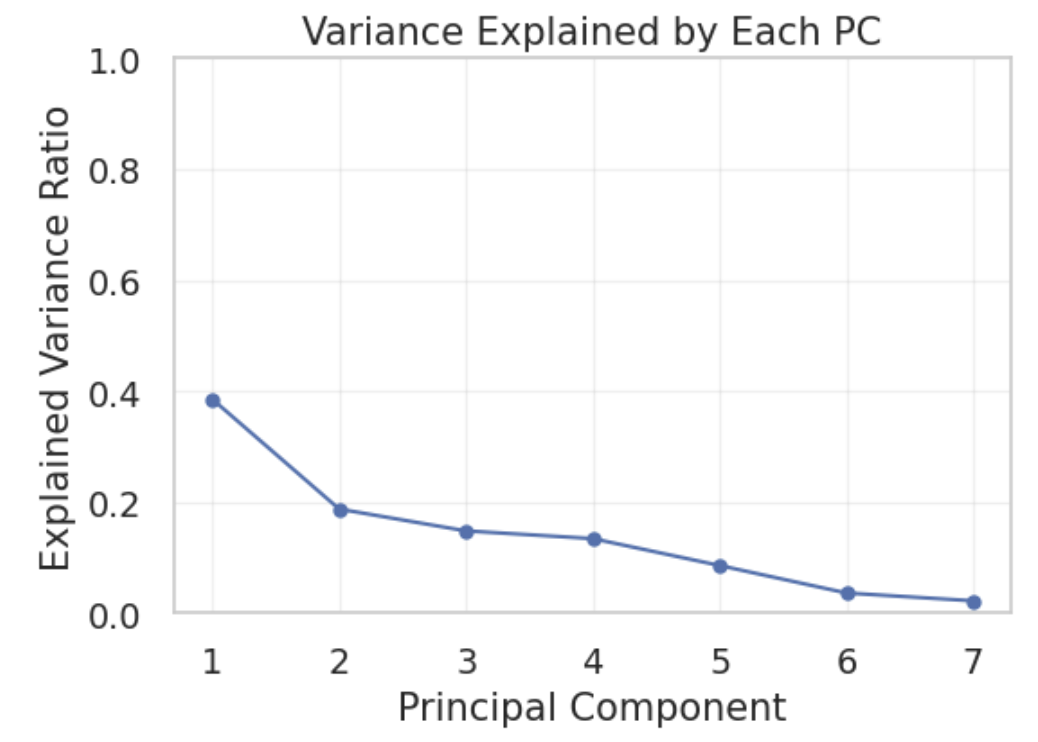 Variance Explained by Each PC
1.0
0.8
0.6
0.4
0.2
0.0
Explained Variance Ratio
1 2 3 4 5 6 7
Principal Component